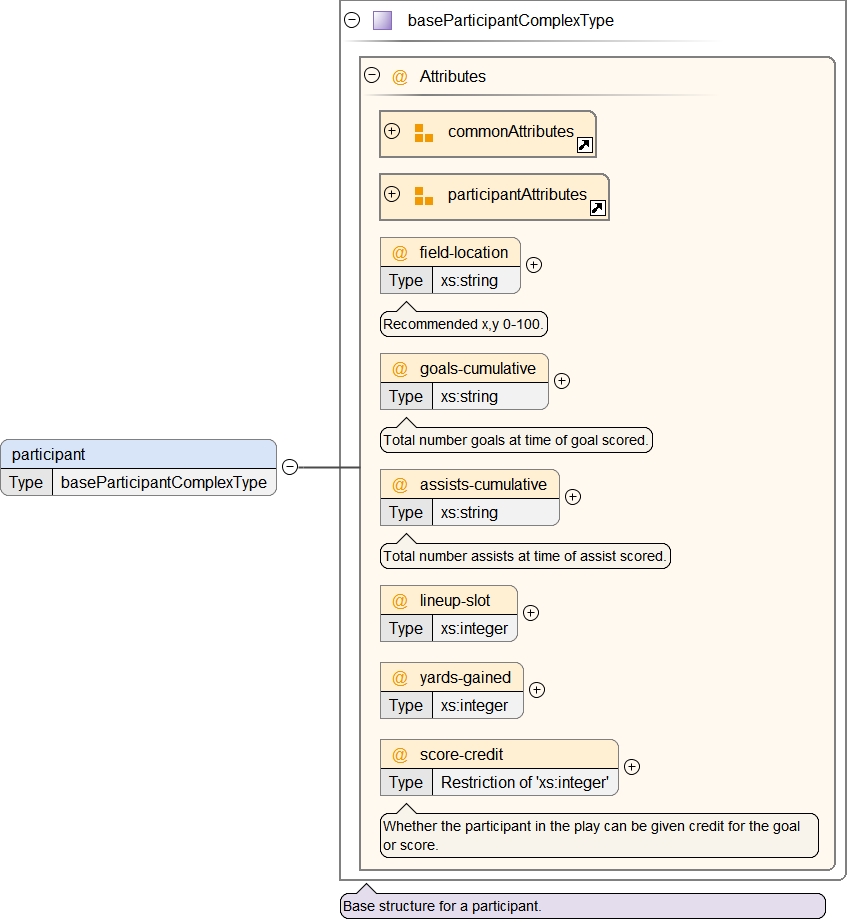 baseParticipantComplexType
@ Attributes
commonAttributes
participantAttributes
@ field-location
Type xs:string
Recommended x,y 0-100.
@ goals-cumulative
Type xs:string
Total number goals at time of goal scored.
participant
Type baseParticipantComplexType
@ assists-cumulative
Type xs:string
Total number assists at time of assist scored.
@ lineup-slot
Type xs:integer
@ yards-gained
Type xs:integer
@ score-credit
Type Restriction of 'xs:integer'
Whether the participant in the play can be given credit for the goal
or score.
Base structure for a participant.